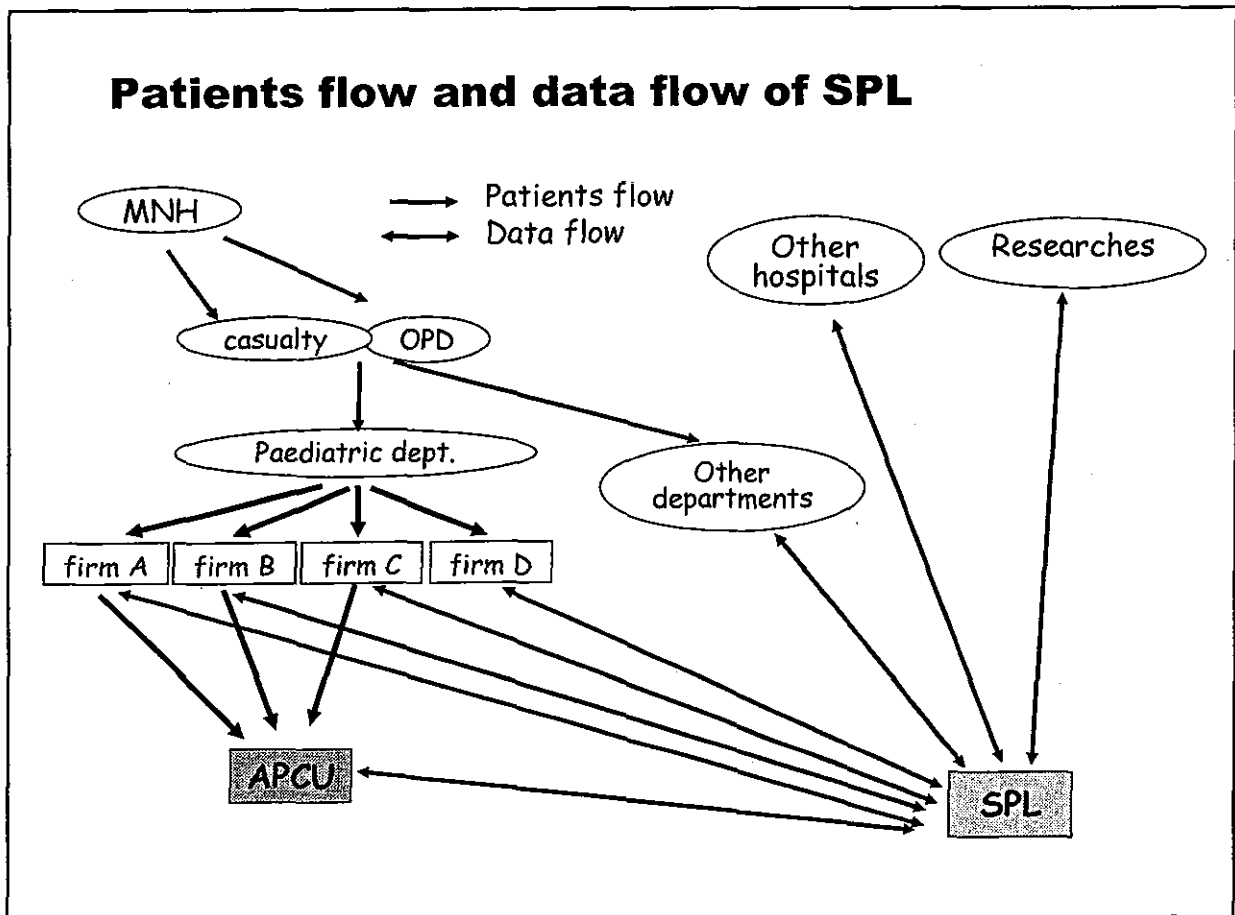 Patients flow and data flow of SPL
MNH
Patients flow
Data flow
Other
hospitals
Researches
casualty
OPD
Paediatric dept.
Other
departments
firm A
firm B
firm C
firm D
APCU
SPL